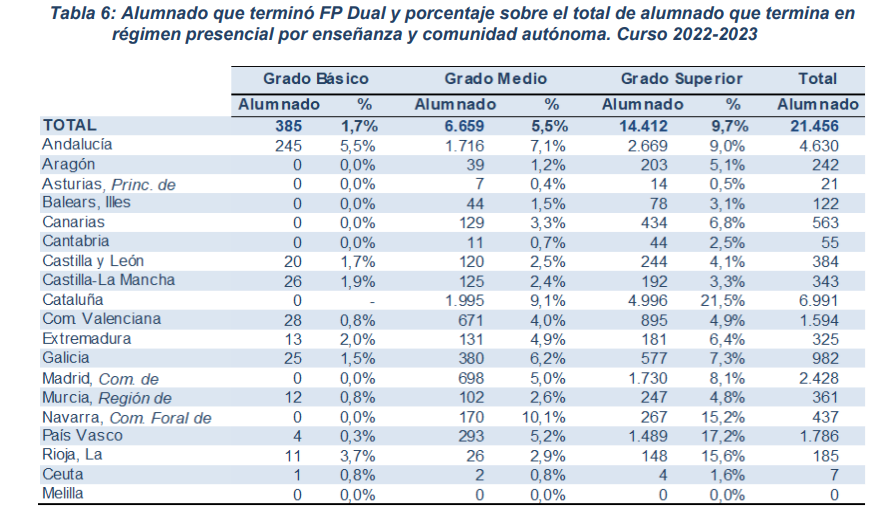 Tabla 6: Alumnado que terminó FP Dual y porcentaje sobre el total de alumnado que termina en
régimen presencial por enseñanza y comunidad autónoma. Curso 2022-2023
Grado Básico Grado Medio Grado Superior Total
Alumnado % Alumnado % Alumnado % Alumnado
TOTAL 385 1,7% 6.659 5,5% 14.412 9,7% 21.456
Andalucía 245 5,5% 1.716 7,1% 2.669 9,0% 4.630
Aragón 0 0,0% 39 1,2% 203 5,1% 242
Asturias, Princ. de 0 0,0% 7 0,4% 14 0,5% 21
Balears, Illes 0 0,0% 44 1,5% 78 3,1% 122
Canarias 0 0,0% 129 3,3% 434 6,8% 563
Cantabria 0 0,0% 11 0,7% 44 2,5% 55
Castilla y León 20 1,7% 120 2,5% 244 4,1% 384
Castilla-La Mancha 26 1,9% 125 2,4% 192 3,3% 343
Cataluña 0 - 1.995 9,1% 4.996 21,5% 6.991
Com. Valenciana 28 0,8% 671 4,0% 895 4,9% 1.594
Extremadura 13 2,0% 131 4,9% 181 6,4% 325
Galicia 25 1,5% 380 6,2% 577 7,3% 982
Madrid, Com. de 0 0,0% 698 5,0% 1.730 8,1% 2.428
Murcia, Región de 12 0,8% 102 2,6% 247 4,8% 361
Navarra, Com. Foral de 0 0,0% 170 10,1% 267 15,2% 437
País Vasco 4 0,3% 293 5,2% 1.489 17,2% 1.786
Rioja, La 11 3,7% 26 2,9% 148 15,6% 185
Ceuta 1 0,8% 2 0,8% 4 1,6% 7
Melilla 0 0,0% 0 0,0% 0 0,0% 0